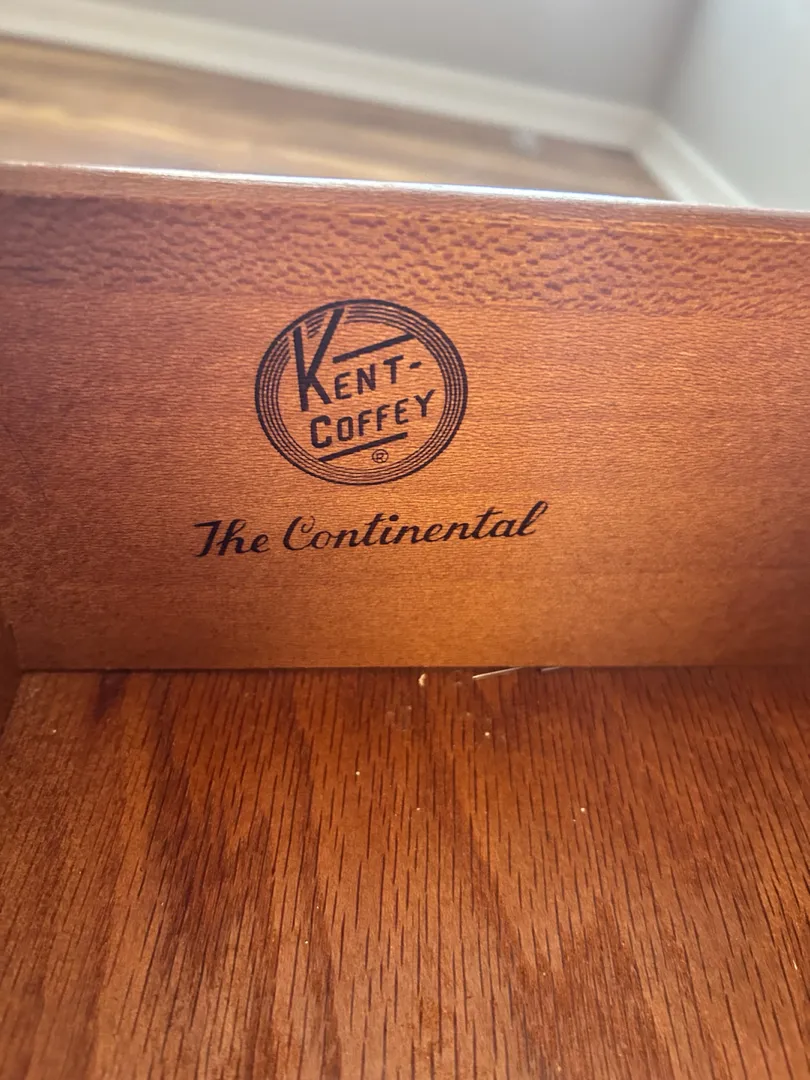 KENT-
COFFEY
®
The Continental